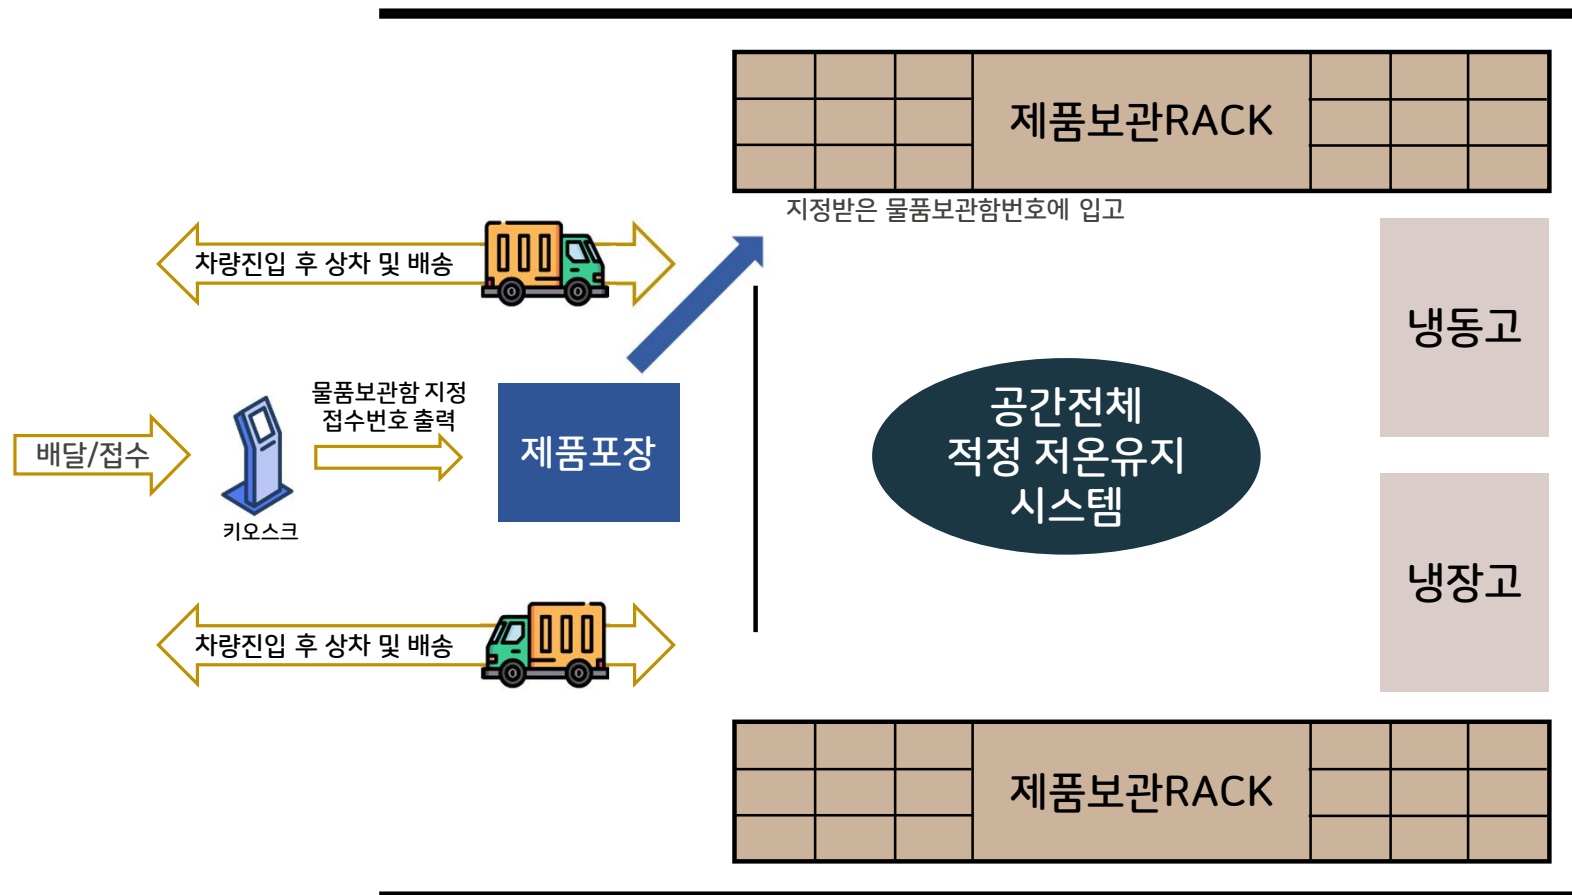 제품보관RACK
지정받은 물품보관함번호에 입고
차량진입 후 상차 및 배송
냉동고
물품보관함 지정
접수번호 출력
배달/접수
키오스크
제품포장
공간전체
적정 저온유지
시스템
냉장고
차량진입 후 상차 및 배송
제품보관RACK